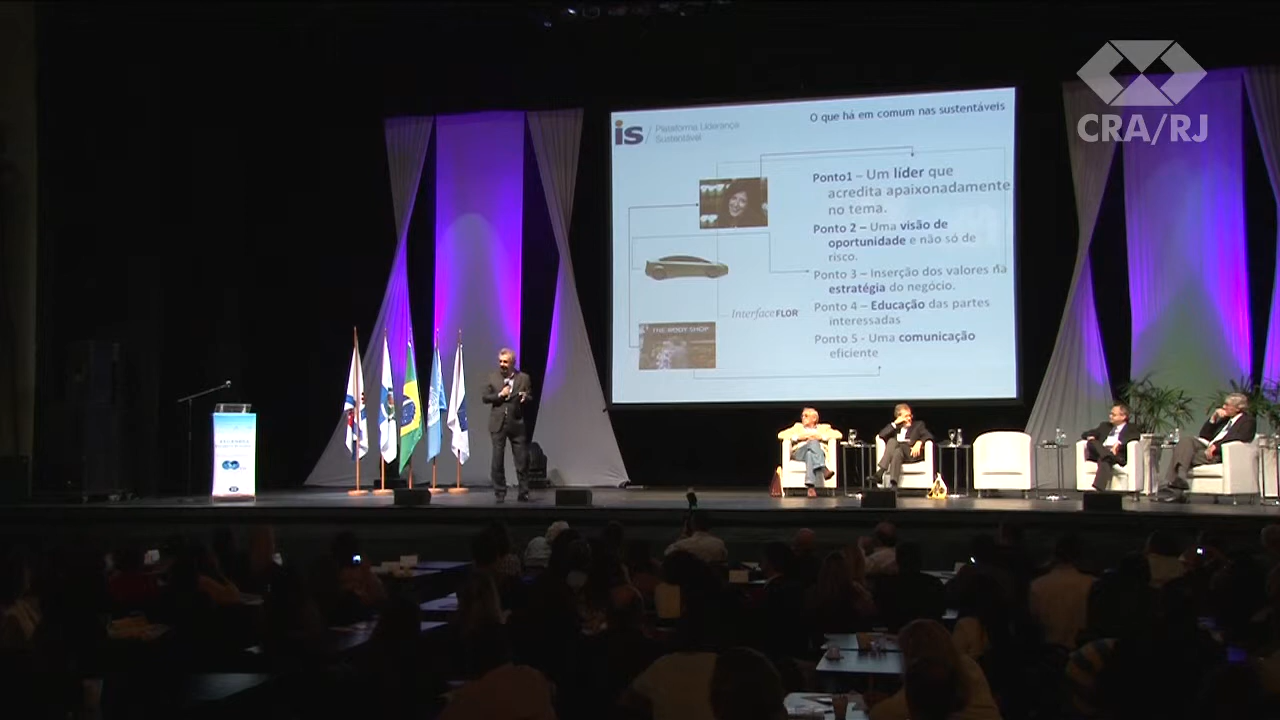 CRA/RJ
O que há em comum nas sustentáveis
is / Plataforma Liderança
Sustentável
Ponto1 – Um líder que
acredita apaixonadamente
no tema.
Ponto 2 – Uma visão de
oportunidade e não só de
risco.
Ponto 3 – Inserção dos valores na
estratégia do negócio.
Ponto 4 – Educação das partes
interessadas
Ponto 5 - Uma comunicação
eficiente
InterfaceFLOR
THE BODY SHOP